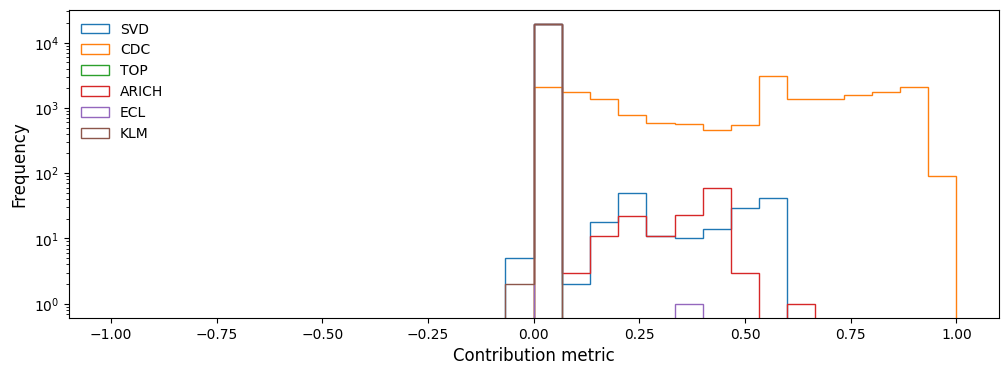 SVD
CDC
TOP
ARICH
ECL
KLM
Frequency
10⁴
10³
10²
10¹
10⁰
−1.00 −0.75 −0.50 −0.25 0.00 0.25 0.50 0.75 1.00
Contribution metric